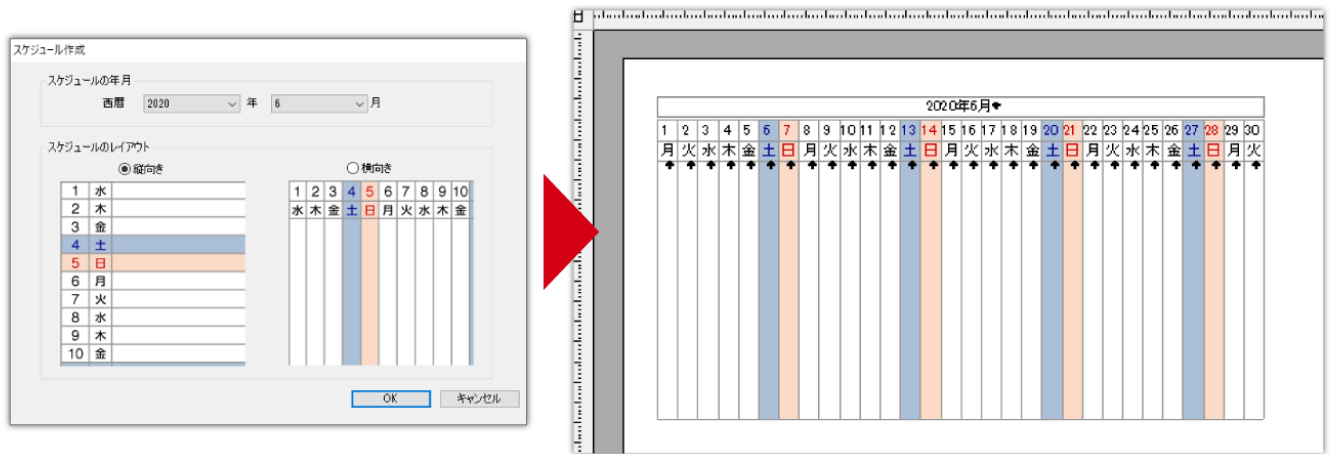 スケジュール作成
スケジュールの年月
西暦 2020 年 6 月
スケジュールのレイアウト
縦向き
横向き
1 水
2 木
3 金
4 土
5 日
6 月
7 火
8 水
9 木
10 金
1 2 3 4 5 6 7 8 9 10
水 木 金 土 日 月 火 水 木 金
OK キャンセル
2020年6月
1 2 3 4 5 6 7 8 9 10 11 12 13 14 15 16 17 18 19 20 21 22 23 24 25 26 27 28 29 30
月 火 水 木 金 土 日 月 火 水 木 金 土 日 月 火 水 木 金 土 日 月 火 水 木 金 土 日 月 火